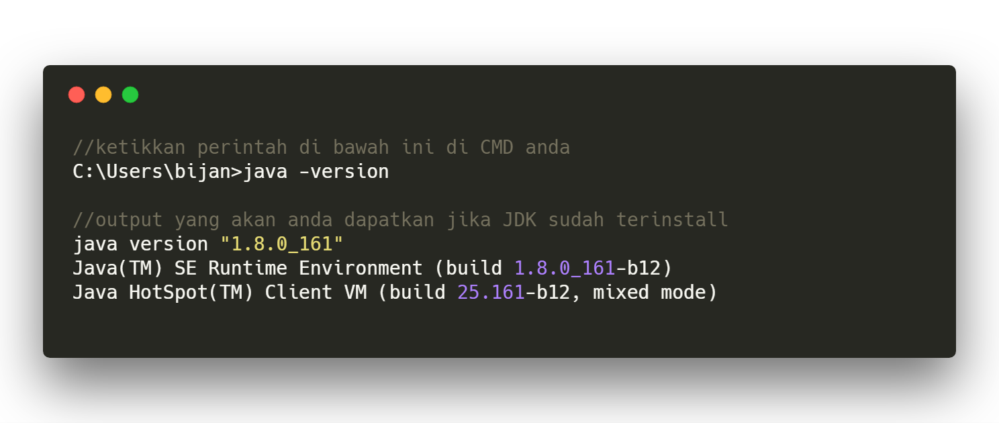 //ketikkan perintah di bawah ini di CMD anda
C:\Users\bijan>java -version
//output yang akan anda dapatkan jika JDK sudah terinstall
java version "1.8.0_161"
Java(TM) SE Runtime Environment (build 1.8.0_161-b12)
Java HotSpot(TM) Client VM (build 25.161-b12, mixed mode)